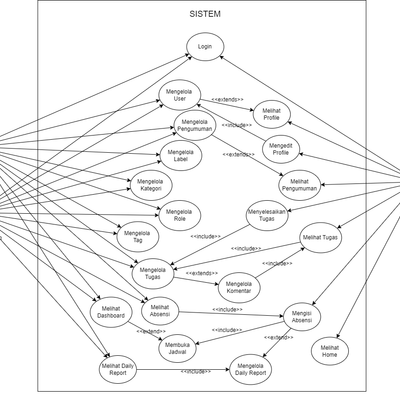 SISTEM
Login
Mengelola
User
<<extends>>
Melihat
Profile
Mengelola
Pengumuman
<<include>>
Mengedit
Profile
Mengelola
Label
<<extends>>
Mengelola
Kategori
Melihat
Pengumuman
Mengelola
Role
Menyelesaikan
Tugas
Mengelola
Tag
<<include>>
Melihat Tugas
<<include>>
Mengelola
Tugas
<<extends>>
<<include>>
Mengelola
Komentar
Melihat
Dashboard
Melihat
Absensi
<<include>>
Mengisi
Absensi
<<extend>>
<<include>>
<<extend>>
Membuka
Jadwal
Melihat
Home
Melihat Daily
Report
<<include>>
Mengelola
Daily Report